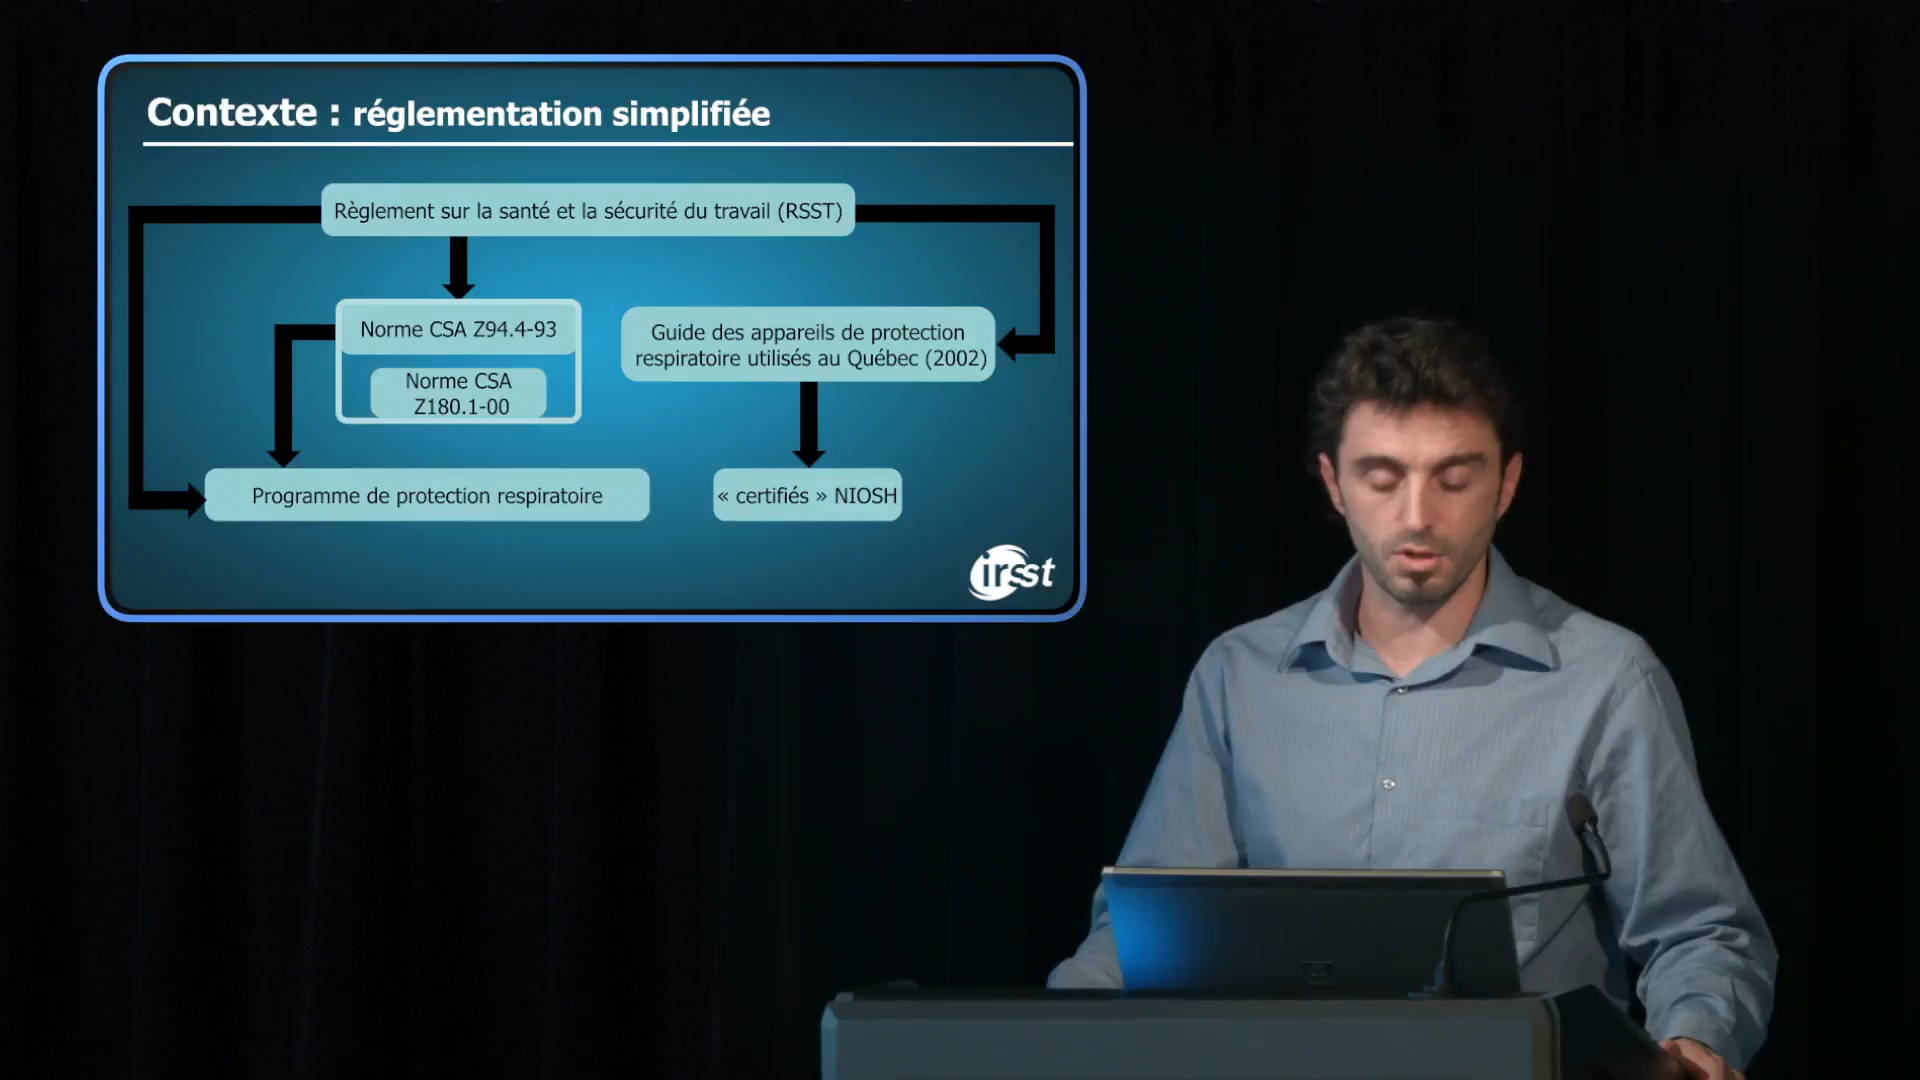 Contexte : réglementation simplifiée
Règlement sur la santé et la sécurité du travail (RSST)
Norme CSA Z94.4-93
Norme CSA
Z180.1-00
Guide des appareils de protection
respiratoire utilisés au Québec (2002)
Programme de protection respiratoire
« certifiés » NIOSH
irsst